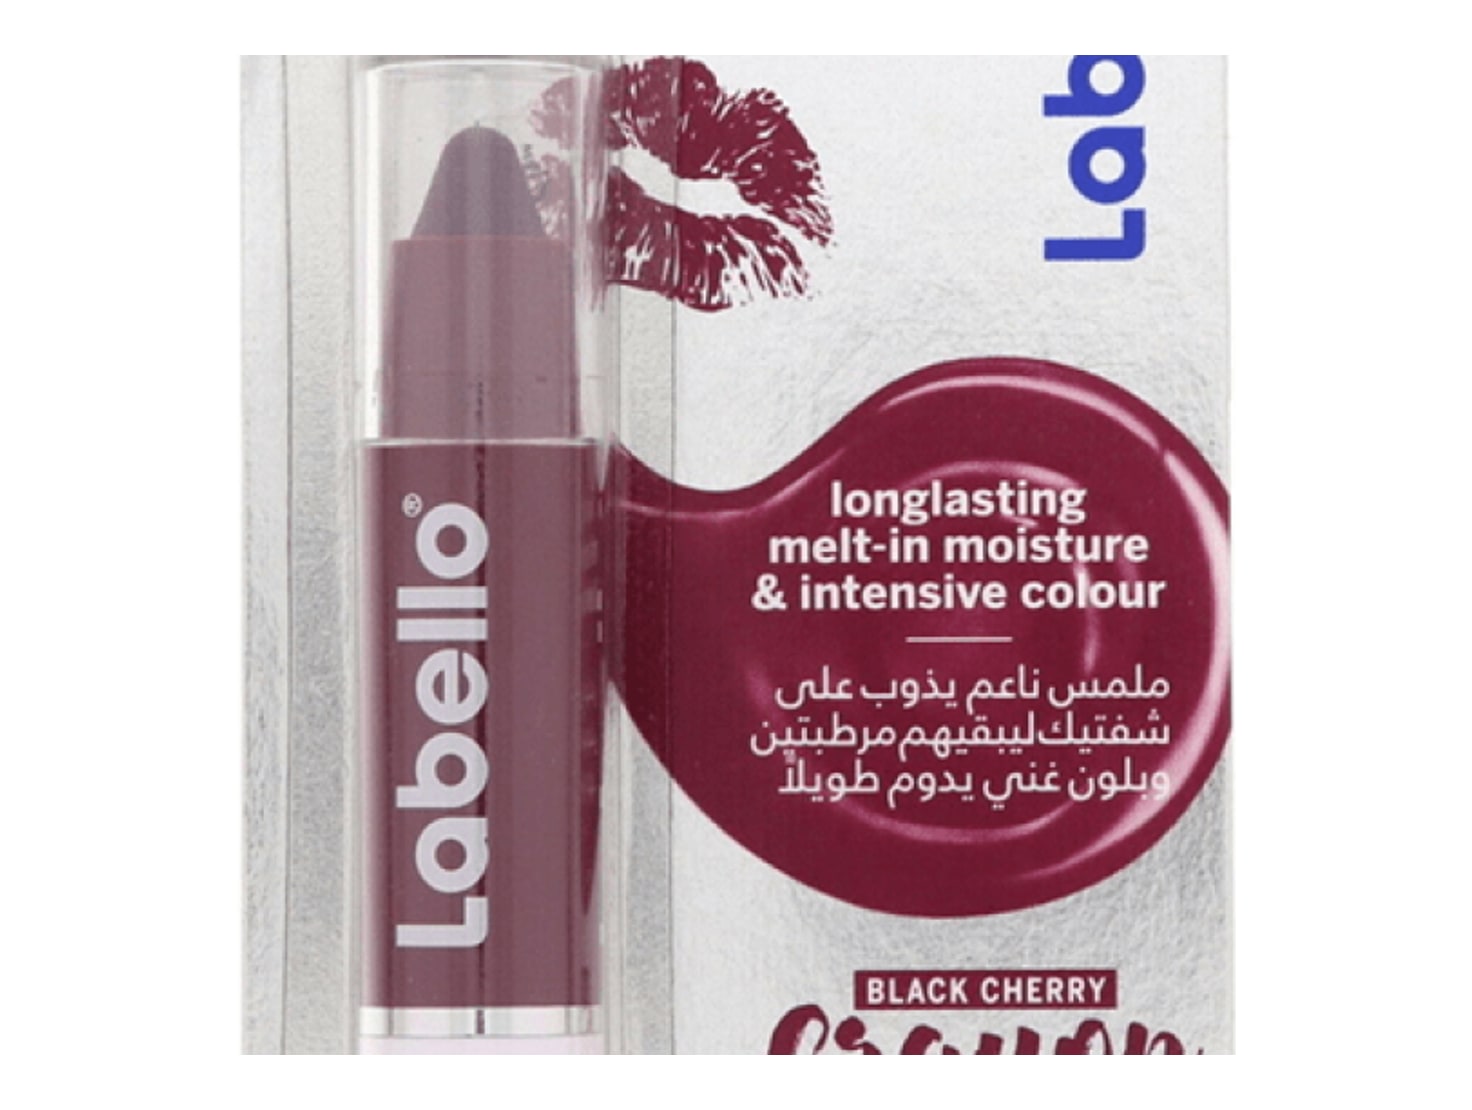 Labello®
Lab
longlasting
melt-in moisture
& intensive colour
ملمس ناعم يذوب على
شفتيك ليبقيهم مرطبتين
وبلون غني يدوم طويلاً
BLACK CHERRY
crayon